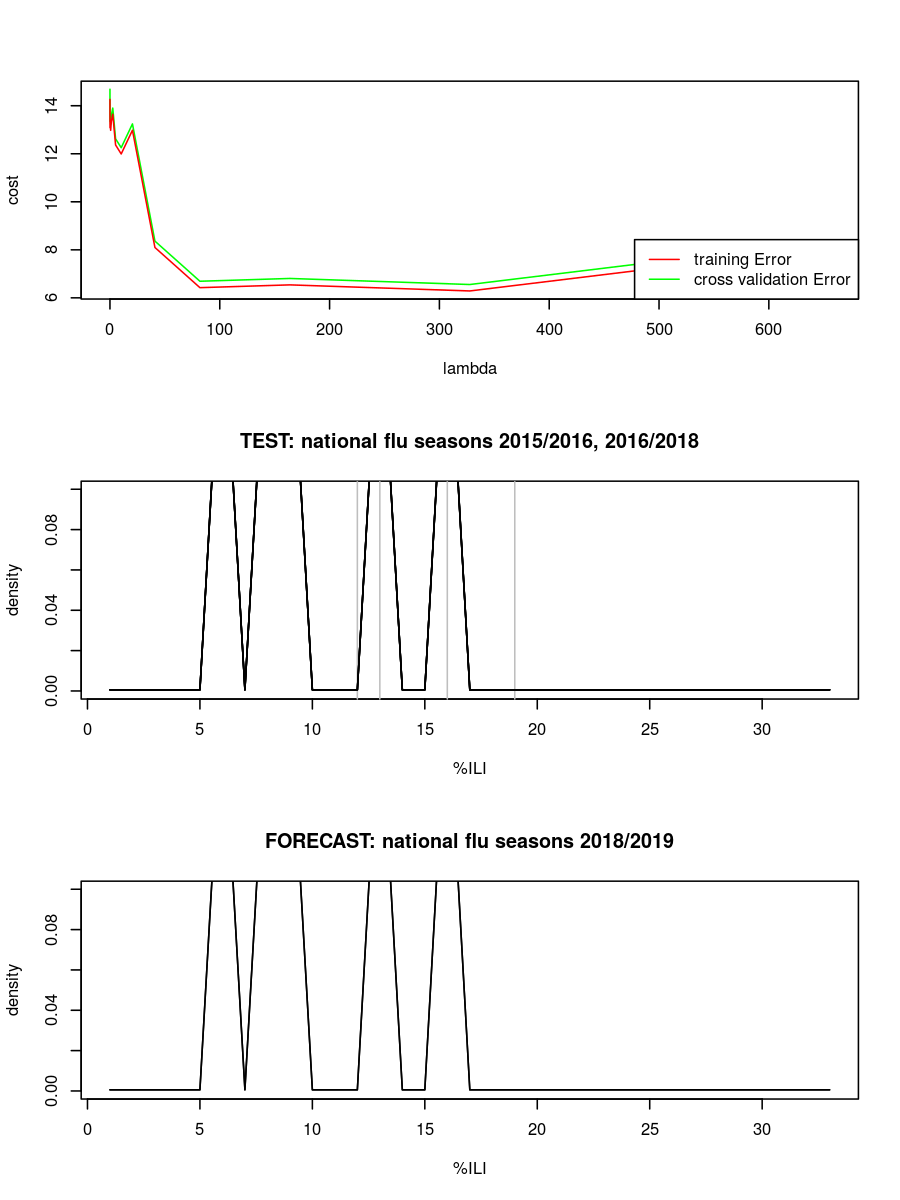 14
12
10
8
6
cost
training Error
cross validation Error
0 100 200 300 400 500 600
lambda
TEST: national flu seasons 2015/2016, 2016/2018
0.08
0.04
0.00
density
0 5 10 15 20 25 30
%ILI
FORECAST: national flu seasons 2018/2019
0.08
0.04
0.00
density
0 5 10 15 20 25 30
%ILI